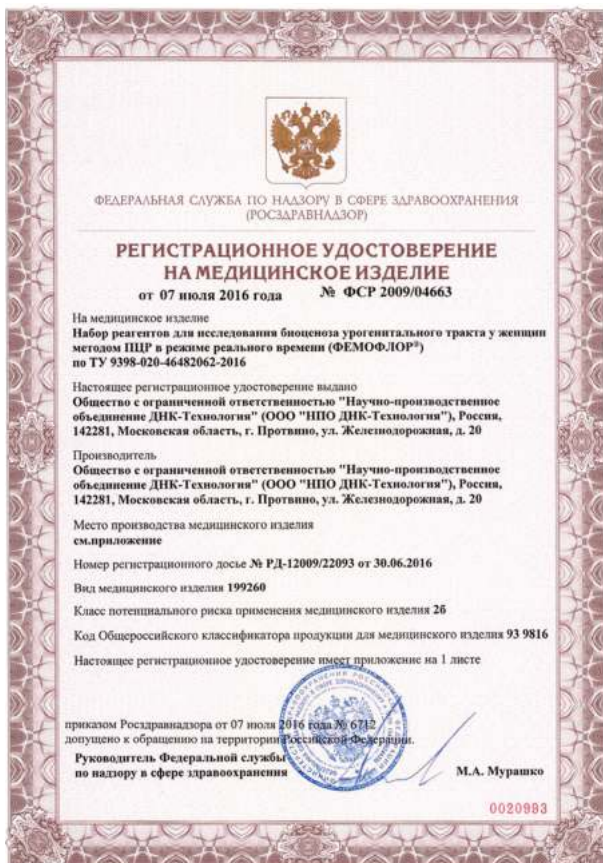 ФЕДЕРАЛЬНАЯ СЛУЖБА ПО НАДЗОРУ В СФЕРЕ ЗДРАВООХРАНЕНИЯ
(РОСЗДРАВНАДЗОР)
РЕГИСТРАЦИОННОЕ УДОСТОВЕРЕНИЕ
НА МЕДИЦИНСКОЕ ИЗДЕЛИЕ
от 07 июля 2016 года № ФСР 2009/04663
На медицинское изделие
Набор реагентов для исследования биоценоза урогенитального тракта у женщин
методом ПЦР в режиме реального времени (ФЕМОФЛОР®)
по ТУ 9398-020-46482062-2016
Настоящее регистрационное удостоверение выдано
Общество с ограниченной ответственностью "Научно-производственное
объединение ДНК-Технология" (ООО "НПО ДНК-Технология"), Россия,
142281, Московская область, г. Протвино, ул. Железнодорожная, д. 20
Производитель
Общество с ограниченной ответственностью "Научно-производственное
объединение ДНК-Технология" (ООО "НПО ДНК-Технология"), Россия,
142281, Московская область, г. Протвино, ул. Железнодорожная, д. 20
Место производства медицинского изделия
см.приложение
Номер регистрационного досье № РД-12009/22093 от 30.06.2016
Вид медицинского изделия 199260
Класс потенциального риска применения медицинского изделия 2б
Код Общероссийского классификатора продукции для медицинского изделия 93 9816
Настоящее регистрационное удостоверение имеет приложение на 1 листе
приказом Росздравнадзора от 07 июля 2016 года № 6712
допущено к обращению на территории Российской Федерации.
Руководитель Федеральной службы
по надзору в сфере здравоохранения М.А. Мурашко
0020993